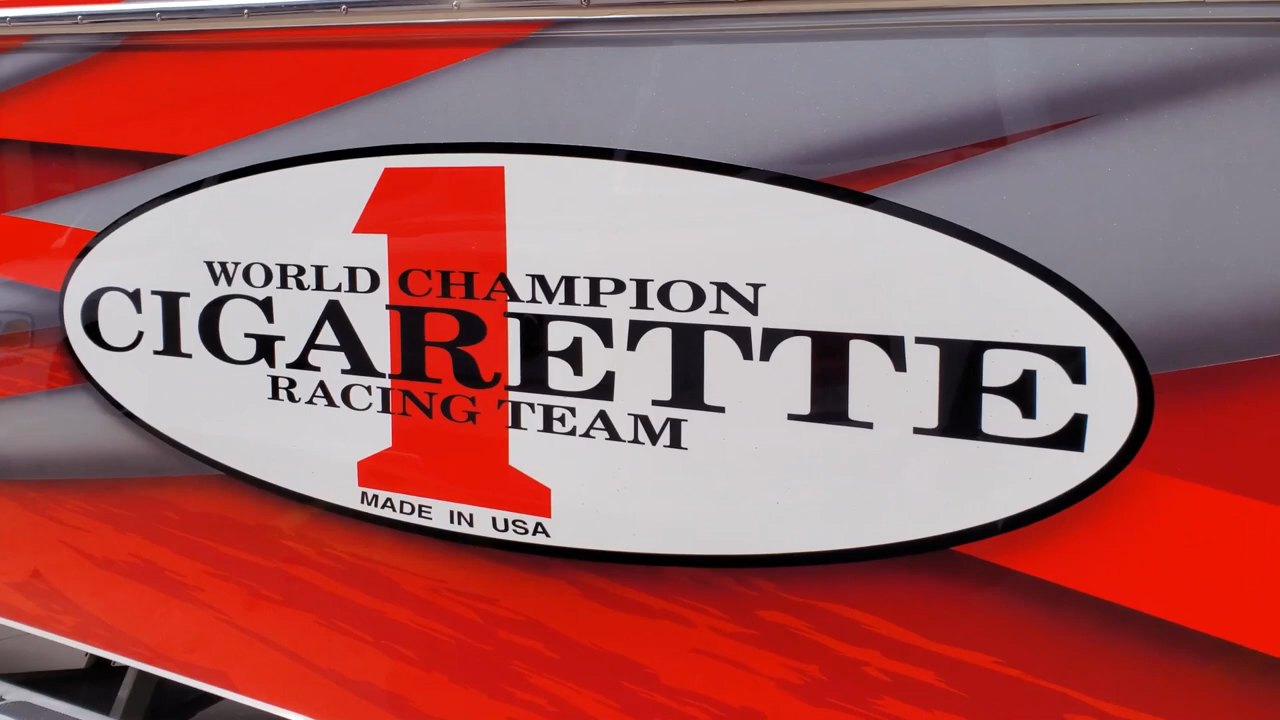 1
WORLD CHAMPION
CIGARETTE
RACING TEAM
MADE IN USA